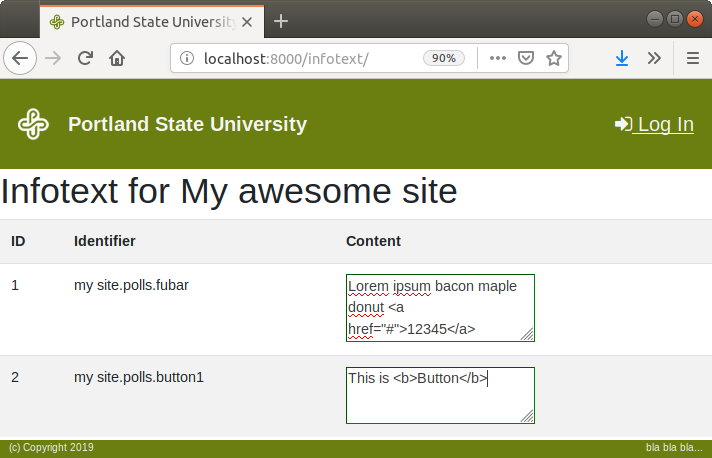 Portland State University
localhost:8000/infotext/
90%
Portland State University
Log In
Infotext for My awesome site
ID Identifier Content
1 my site.polls.fubar Lorem ipsum bacon maple
donut <a
href="#">12345</a>
2 my site.polls.button1 This is <b>Button</b>
(c) Copyright 2019 bla bla bla...